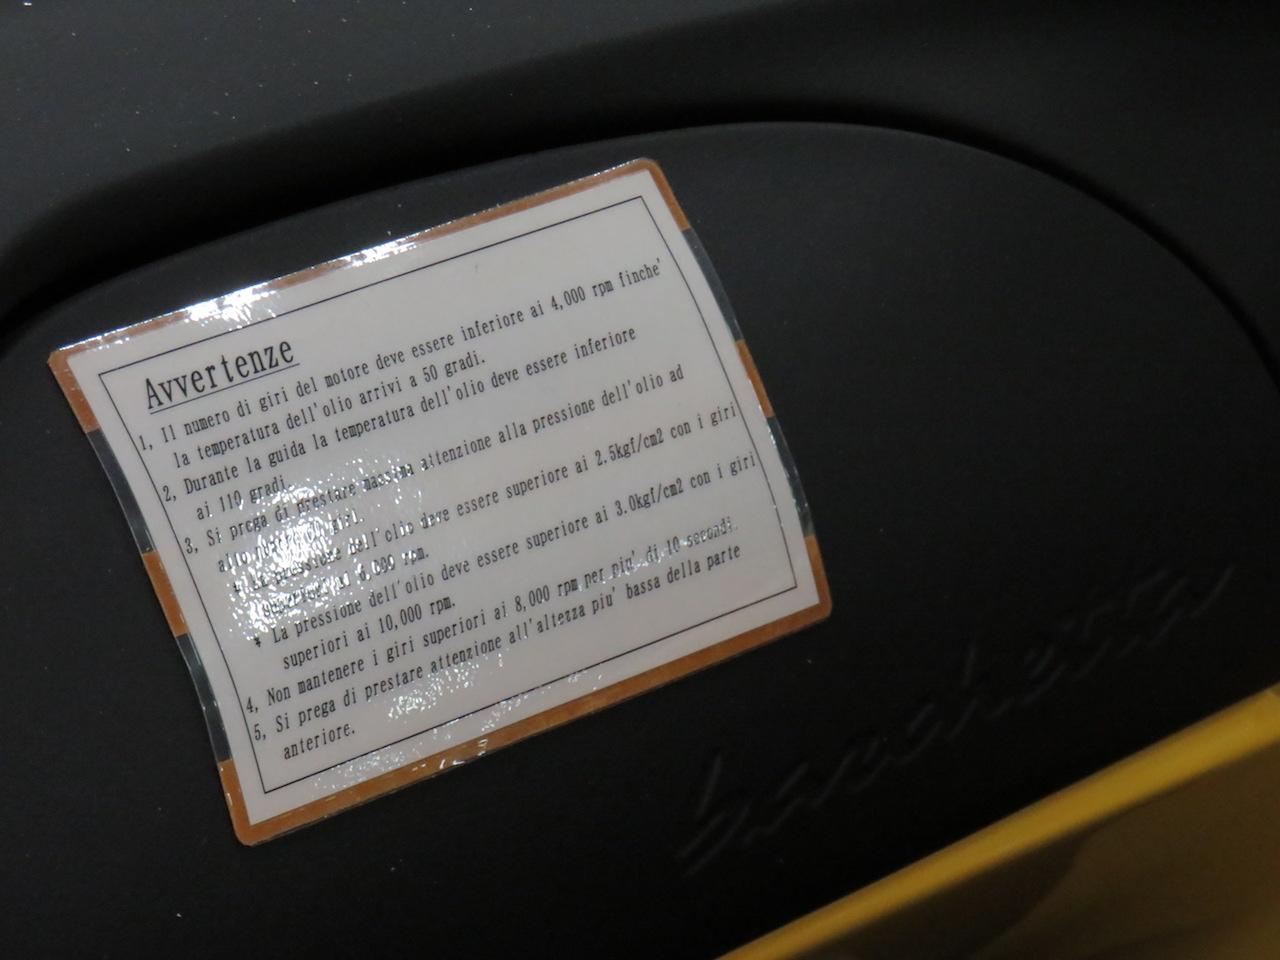 Avvertenze
1, Il numero di giri del motore deve essere inferiore ai 4,000 rpm finche'
la temperatura dell'olio arrivi a 50 gradi.
2, Durante la guida la temperatura dell'olio deve essere inferiore
ai 110 gradi.
3, Si prega di prestare massima attenzione alla pressione dell'olio ad
giri.
La pressione dell'olio deve essere superiore ai 2.5kgf/cm2 con i giri
rpm.
* La pressione dell'olio deve essere superiore ai 3.0kgf/cm2 con i giri
superiori ai 10,000 rpm.
4, Non mantenere i giri superiori ai 8,000 rpm per piu' di 10 secondi.
5, Si prega di prestare attenzione all'altezza piu' bassa della parte
anteriore.
barchetta